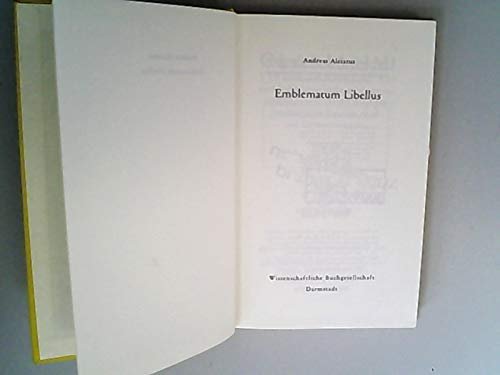 Andreas Alciatus
Emblematum Libellus
Wissenschaftliche Buchgesellschaft
Darmstadt